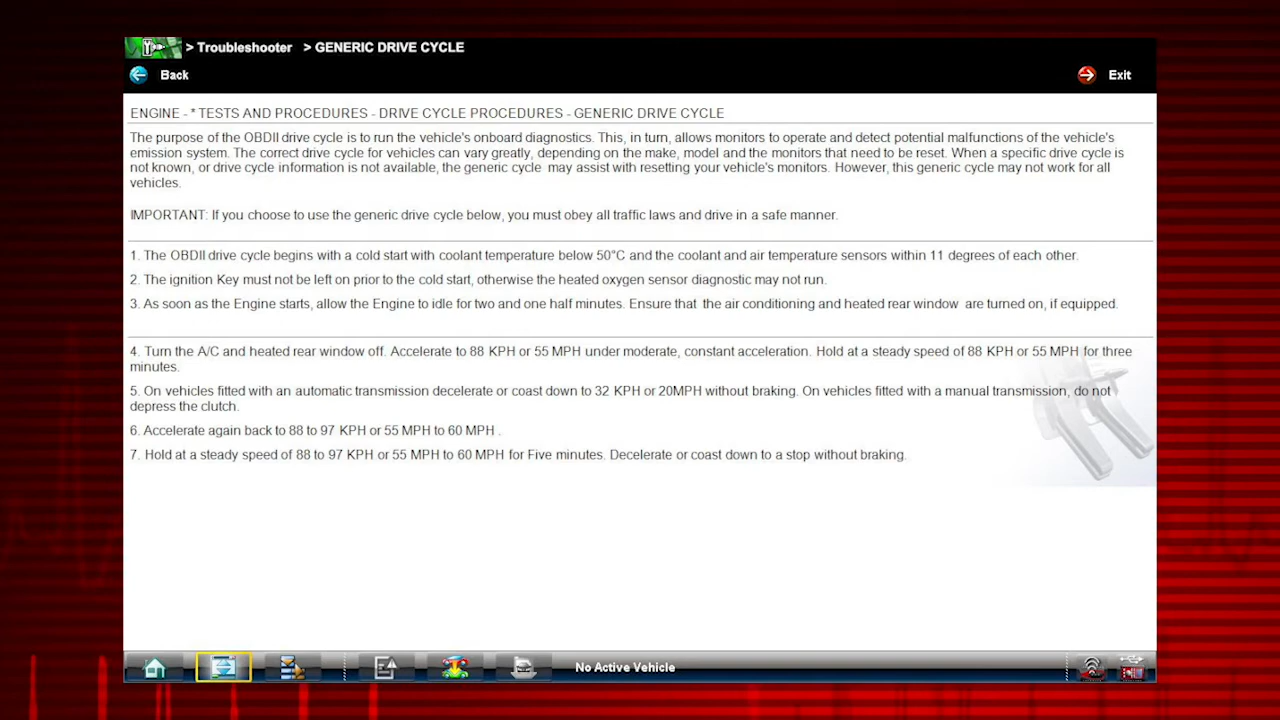 > Troubleshooter > GENERIC DRIVE CYCLE
Back
Exit
ENGINE - * TESTS AND PROCEDURES - DRIVE CYCLE PROCEDURES - GENERIC DRIVE CYCLE
The purpose of the OBDII drive cycle is to run the vehicle's onboard diagnostics. This, in turn, allows monitors to operate and detect potential malfunctions of the vehicle's
emission system. The correct drive cycle for vehicles can vary greatly, depending on the make, model and the monitors that need to be reset. When a specific drive cycle is
not known, or drive cycle information is not available, the generic cycle may assist with resetting your vehicle's monitors. However, this generic cycle may not work for all
vehicles.
IMPORTANT: If you choose to use the generic drive cycle below, you must obey all traffic laws and drive in a safe manner.
1. The OBDII drive cycle begins with a cold start with coolant temperature below 50°C and the coolant and air temperature sensors within 11 degrees of each other.
2. The ignition Key must not be left on prior to the cold start, otherwise the heated oxygen sensor diagnostic may not run.
3. As soon as the Engine starts, allow the Engine to idle for two and one half minutes. Ensure that the air conditioning and heated rear window are turned on, if equipped.
4. Turn the A/C and heated rear window off. Accelerate to 88 KPH or 55 MPH under moderate, constant acceleration. Hold at a steady speed of 88 KPH or 55 MPH for three
minutes.
5. On vehicles fitted with an automatic transmission decelerate or coast down to 32 KPH or 20MPH without braking. On vehicles fitted with a manual transmission, do not
depress the clutch.
6. Accelerate again back to 88 to 97 KPH or 55 MPH to 60 MPH .
7. Hold at a steady speed of 88 to 97 KPH or 55 MPH to 60 MPH for Five minutes. Decelerate or coast down to a stop without braking.
No Active Vehicle